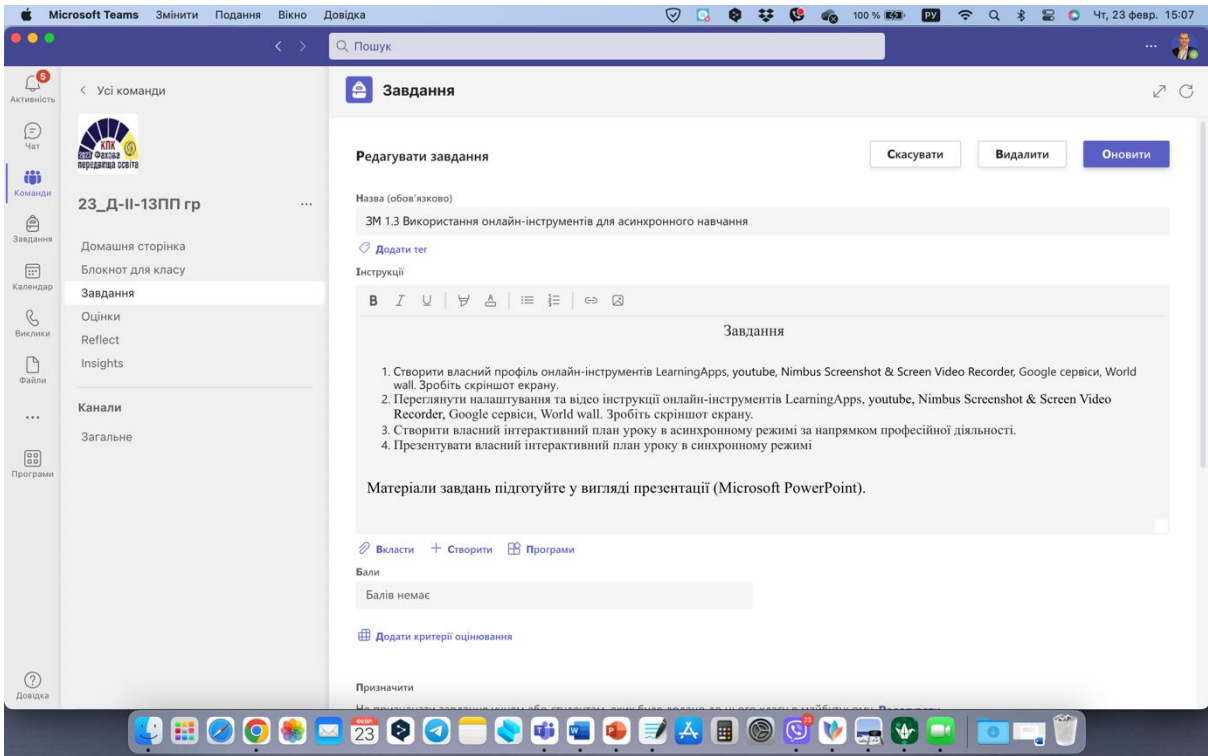 Microsoft Teams Змінити Подання Вікно Довідка 100 % РУ Чт, 23 февр. 15:07
Пошук
5
Активність
Чат
Команди
Завдання
Календар
Виклики
Файли
Програми
Довідка
Усі команди
КПК
Фахова
передвища освіта
23_Д-ІІ-13ПП гр
Домашня сторінка
Блокнот для класу
Завдання
Оцінки
Reflect
Insights
Канали
Загальне
Завдання
Редагувати завдання Скасувати Видалити Оновити
Назва (обов'язково)
ЗМ 1.3 Використання онлайн-інструментів для асинхронного навчання
Додати тег
Інструкції
B I U A
Завдання
1. Створити власний профіль онлайн-інструментів LearningApps, youtube, Nimbus Screenshot & Screen Video Recorder, Google сервіси, World
wall. Зробіть скріншот екрану.
2. Переглянути налаштування та відео інструкції онлайн-інструментів LearningApps, youtube, Nimbus Screenshot & Screen Video
Recorder, Google сервіси, World wall. Зробіть скріншот екрану.
3. Створити власний інтерактивний план уроку в асинхронному режимі за напрямком професійної діяльності.
4. Презентувати власний інтерактивний план уроку в синхронному режимі
Матеріали завдань підготуйте у вигляді презентації (Microsoft PowerPoint).
Вкласти Створити Програми
Бали
Балів немає
Додати критерії оцінювання
Призначити
ФЕВР.
23
23